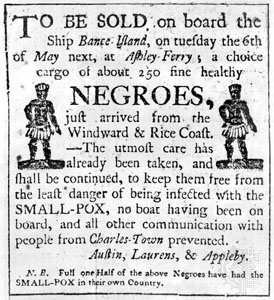 TO BE SOLD on board the
Ship Bance-Island, on tuesday the 6th
of May next, at Ashley-Ferry; a choice
cargo of about 250 fine healthy
NEGROES,
just arrived from the
Windward & Rice Coast.
—The utmost care has
already been taken, and
shall be continued, to keep them free from
the least danger of being infected with the
SMALL-POX, no boat having been on
board, and all other communication with
people from Charles-Town prevented.
Austin, Laurens, & Appleby.
N. B. Full one Half of the above Negroes have had the
SMALL-POX in their own Country.